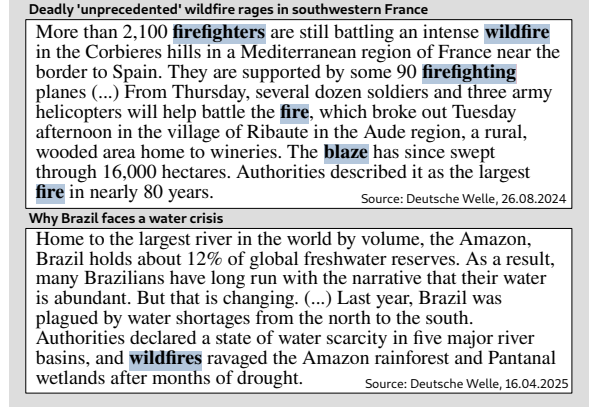 Deadly 'unprecedented' wildfire rages in southwestern France
More than 2,100 firefighters are still battling an intense wildfire
in the Corbieres hills in a Mediterranean region of France near the
border to Spain. They are supported by some 90 firefighting
planes (...) From Thursday, several dozen soldiers and three army
helicopters will help battle the fire, which broke out Tuesday
afternoon in the village of Ribaute in the Aude region, a rural,
wooded area home to wineries. The blaze has since swept
through 16,000 hectares. Authorities described it as the largest
fire in nearly 80 years.
Source: Deutsche Welle, 26.08.2024
Why Brazil faces a water crisis
Home to the largest river in the world by volume, the Amazon,
Brazil holds about 12% of global freshwater reserves. As a result,
many Brazilians have long run with the narrative that their water
is abundant. But that is changing. (...) Last year, Brazil was
plagued by water shortages from the north to the south.
Authorities declared a state of water scarcity in five major river
basins, and wildfires ravaged the Amazon rainforest and Pantanal
wetlands after months of drought.
Source: Deutsche Welle, 16.04.2025